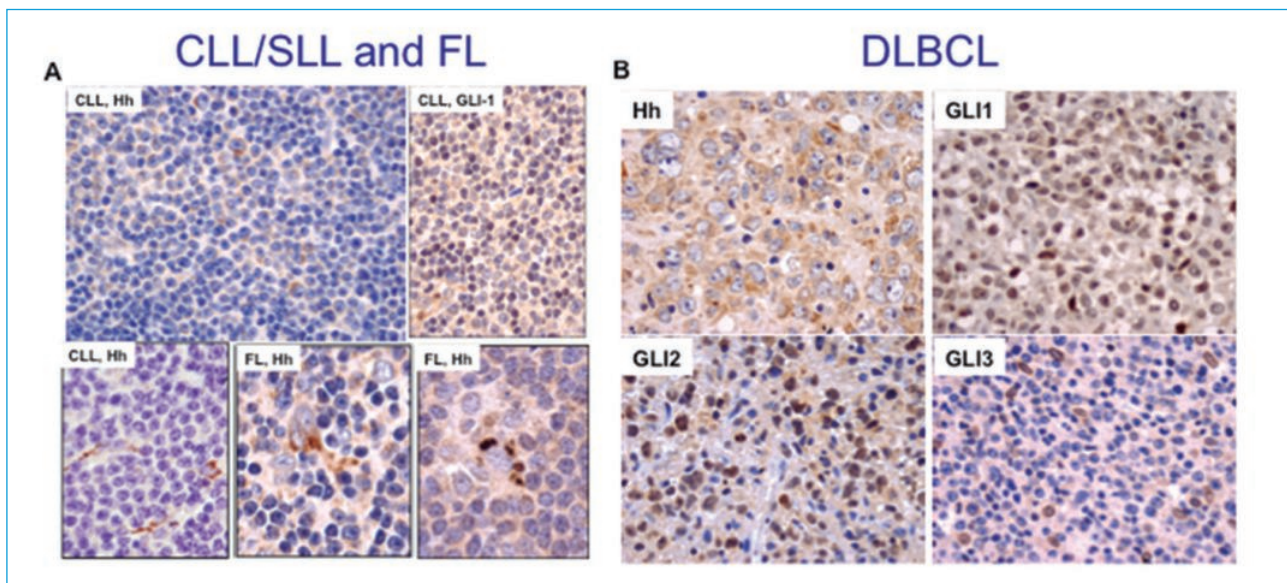 CLL/SLL and FL
A
CLL, Hh
CLL, GLI-1
CLL, Hh
FL, Hh
FL, Hh
DLBCL
B
Hh
GLI1
GLI2
GLI3